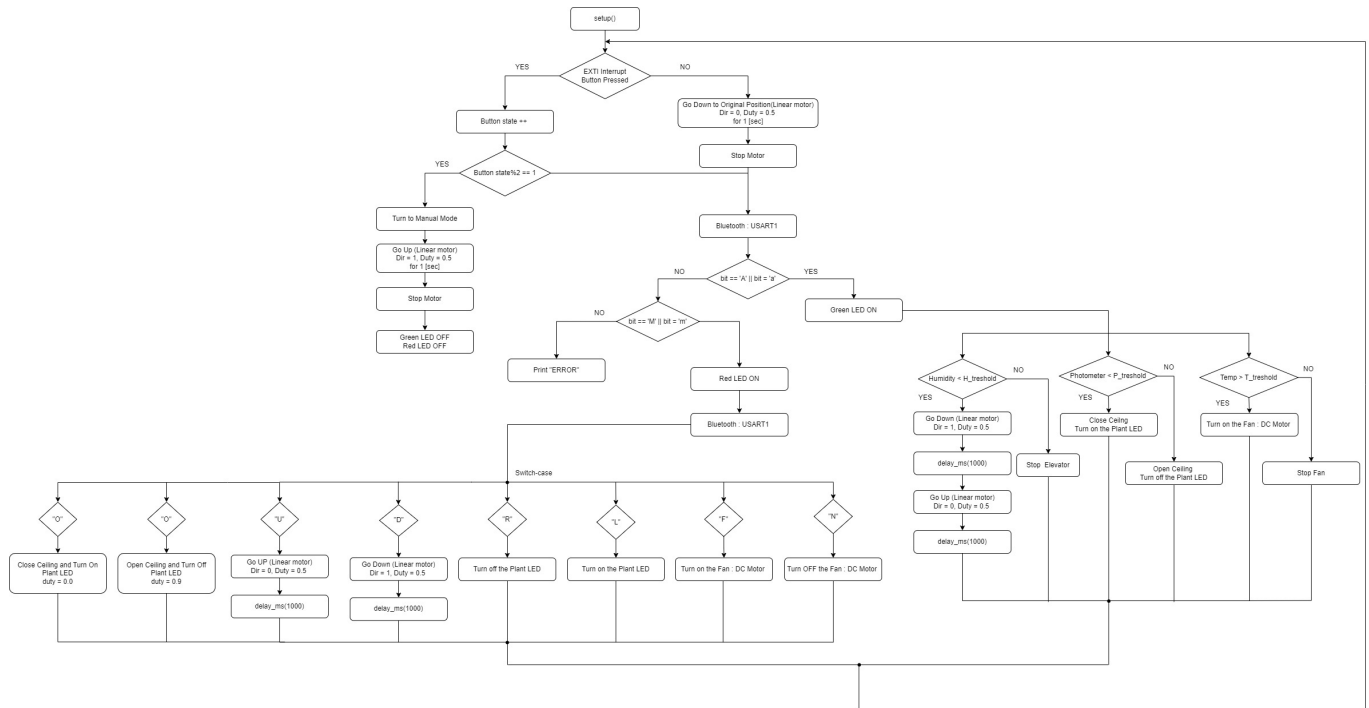 setup()
EXTI Interrupt
Button Pressed
YES
NO
Button state ++
Go Down to Original Position(Linear motor)
Dir = 0, Duty = 0.5
for 1 [sec]
Stop Motor
YES
Button state%2 == 1
Turn to Manual Mode
Go Up (Linear motor)
Dir = 1, Duty = 0.5
for 1 [sec]
Stop Motor
Green LED OFF
Red LED OFF
Bluetooth : USART1
bit == 'A' || bit = 'a'
NO
YES
Green LED ON
bit == 'M' || bit = 'm'
NO
Print "ERROR"
Red LED ON
Bluetooth : USART1
Humidity < H_treshold
NO
YES
Go Down (Linear motor)
Dir = 1, Duty = 0.5
delay_ms(1000)
Go Up (Linear motor)
Dir = 0, Duty = 0.5
delay_ms(1000)
Stop Elevator
Photometer < P_treshold
NO
YES
Close Ceilng
Turn on the Plant LED
Open Ceiling
Turn off the Plant LED
Temp > T_treshold
NO
YES
Turn on the Fan : DC Motor
Stop Fan
Switch-case
"O"
"O"
"U"
"D"
"R"
"L"
"F"
"N"
Close Ceiling and Turn On
Plant LED
duty = 0.0
Open Ceiling and Turn Off
Plant LED
duty = 0.9
Go UP (Linear motor)
Dir = 0, Duty = 0.5
delay_ms(1000)
Go Down (Linear motor)
Dir = 1, Duty = 0.5
delay_ms(1000)
Turn off the Plant LED
Turn on the Plant LED
Turn on the Fan : DC Motor
Turn OFF the Fan : DC Motor